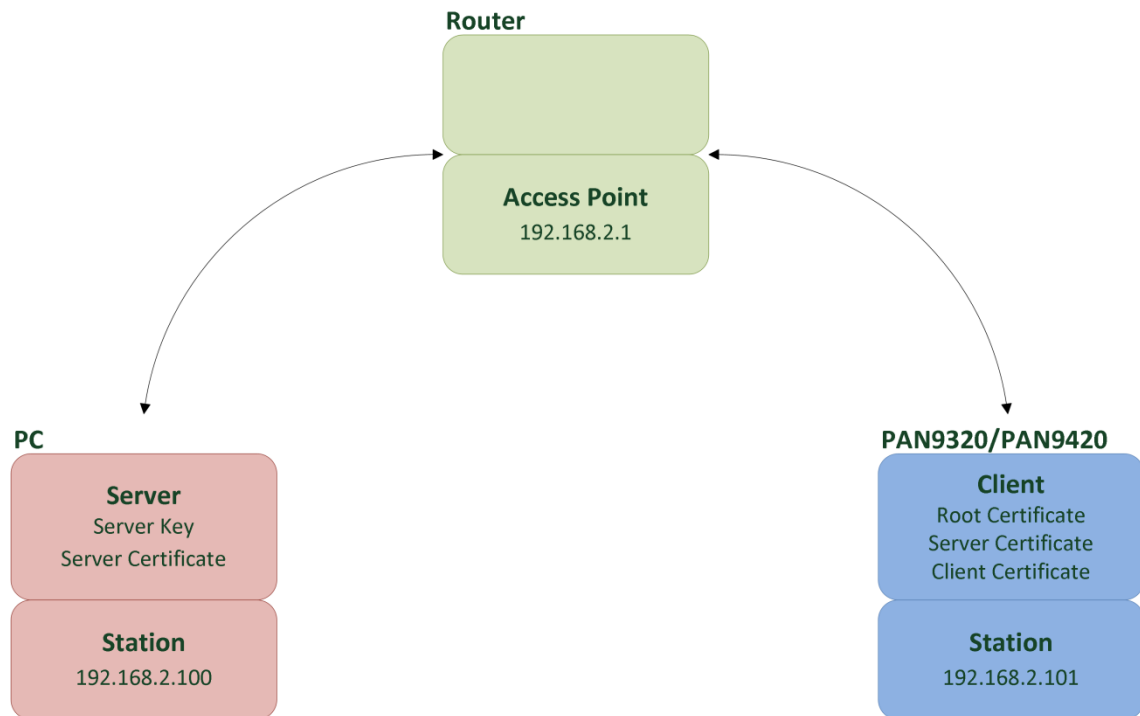 Router
Access Point
192.168.2.1
PC
Server
Server Key
Server Certificate
Station
192.168.2.100
PAN9320/PAN9420
Client
Root Certificate
Server Certificate
Client Certificate
Station
192.168.2.101